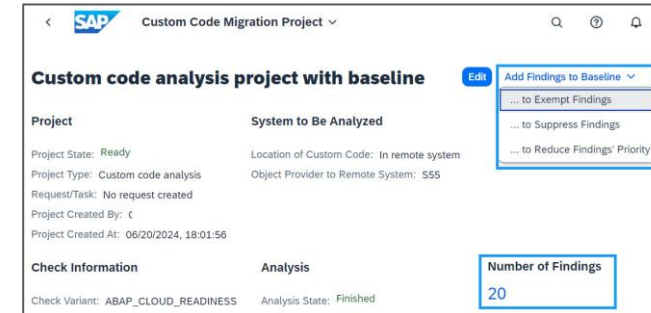 SAP Custom Code Migration Project
Custom code analysis project with baseline Edit Add Findings to Baseline
... to Exempt Findings
... to Suppress Findings
... to Reduce Findings' Priority
Project System to Be Analyzed
Project State: Ready Location of Custom Code: In remote system
Project Type: Custom code analysis Object Provider to Remote System: S55
Request/Task: No request created
Project Created By:
Project Created At: 06/20/2024, 18:01:56
Check Information Analysis Number of Findings
Check Variant: ABAP_CLOUD_READINESS Analysis State: Finished 20